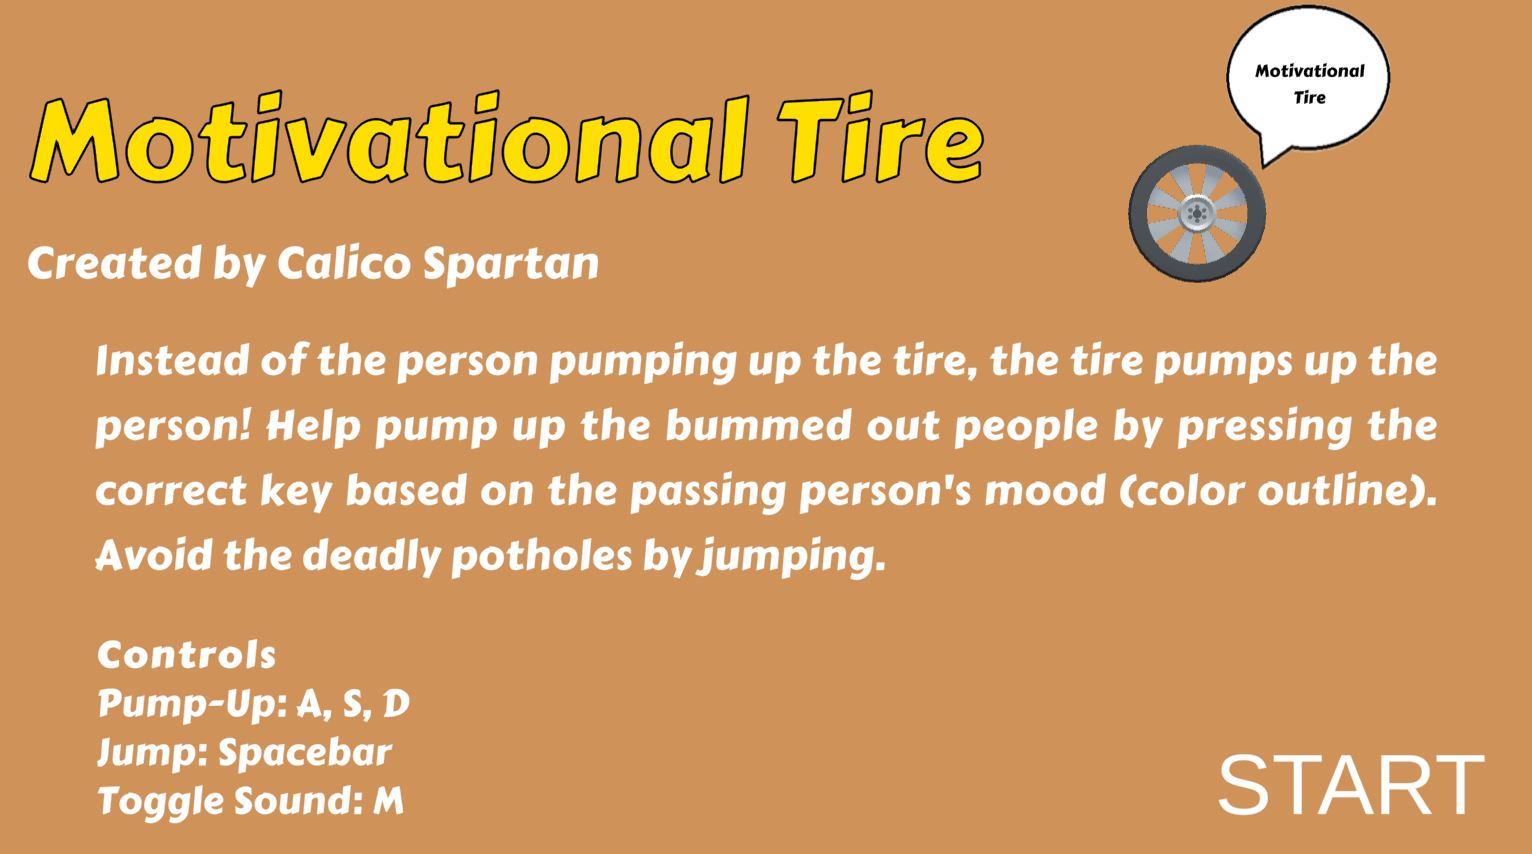 Motivational
Tire
Motivational Tire
Created by Calico Spartan
Instead of the person pumping up the tire, the tire pumps up the
person! Help pump up the bummed out people by pressing the
correct key based on the passing person's mood (color outline).
Avoid the deadly potholes by jumping.
Controls
Pump-Up: A, S, D
Jump: Spacebar
Toggle Sound: M
START